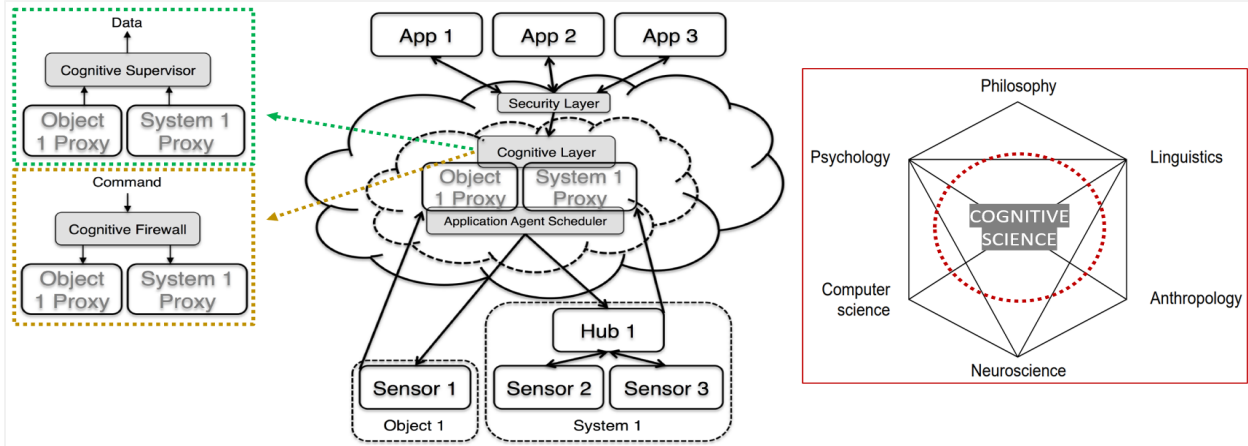 Data
Cognitive Supervisor
Object
1 Proxy
System 1
Proxy
Command
Cognitive Firewall
Object
1 Proxy
System 1
Proxy
App 1
App 2
App 3
Security Layer
Cognitive Layer
Object
1 Proxy
System 1
Proxy
Application Agent Scheduler
Hub 1
Sensor 1
Sensor 2
Sensor 3
Object 1
System 1
Philosophy
Psychology
Linguistics
COGNITIVE
SCIENCE
Computer
science
Anthropology
Neuroscience